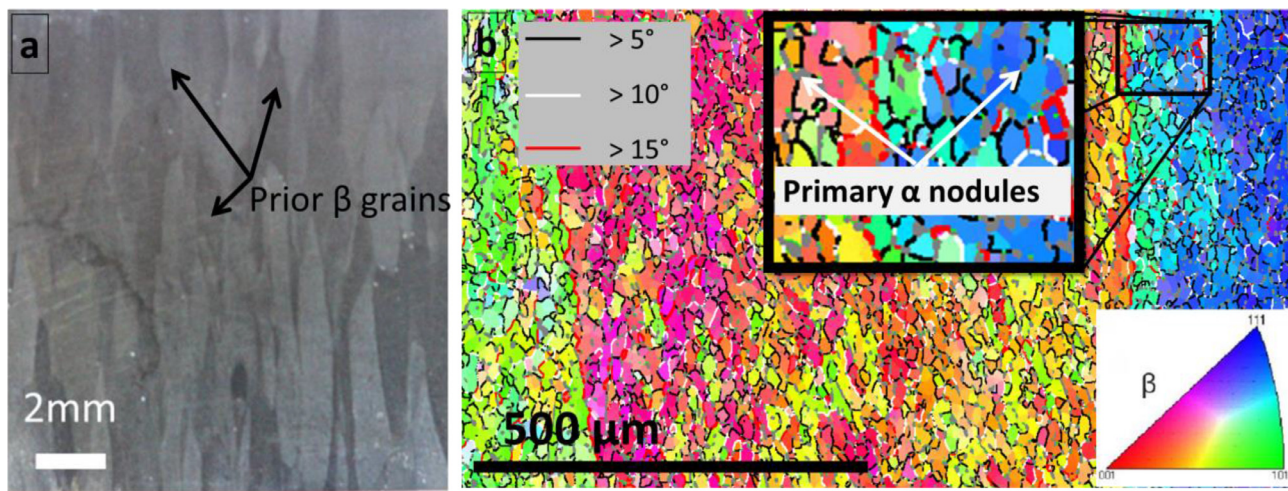 a
Prior β grains
2mm
b
> 5°
> 10°
> 15°
Primary α nodules
500 µm
111
β
001
101